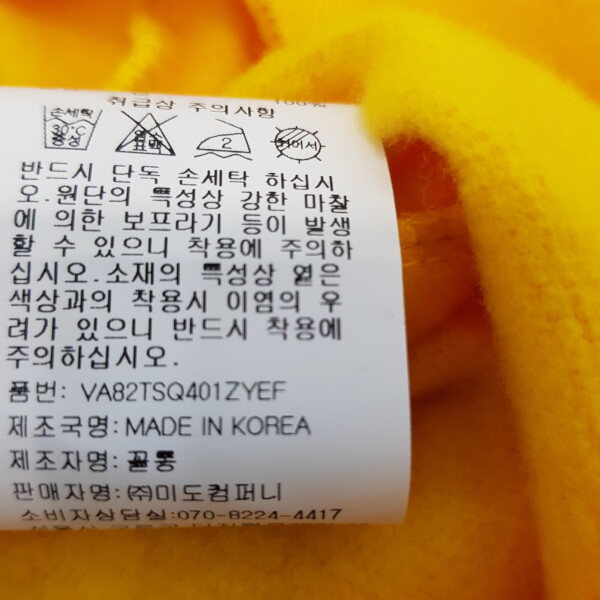 100%
취급상 주의사항
손세탁
30°C
중성
염소
표백
2
반드시 단독 손세탁 하십시
오.원단의 특성상 강한 마찰
에 의한 보프라기 등이 발생
할 수 있으니 착용에 주의하
십시오.소재의 특성상 옅은
색상과의 착용시 이염의 우
려가 있으니 반드시 착용에
주의하십시오.
품번: VA82TSQ401ZYEF
제조국명:MADE IN KOREA
제조자명:
판매자명:㈜미도컴퍼니
소비자상담실:070-8224-4417